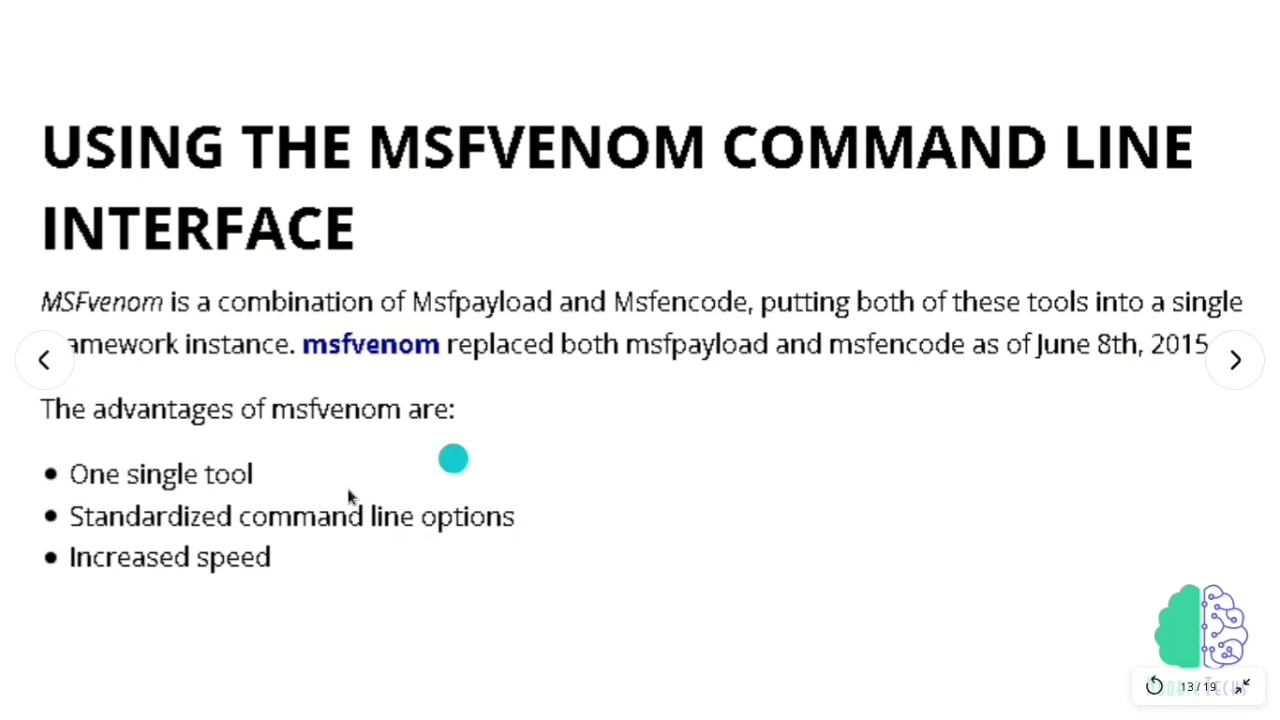 USING THE MSFVENOM COMMAND LINE
INTERFACE
MSFvenom is a combination of Msfpayload and Msfencode, putting both of these tools into a single
amework instance. msfvenom replaced both msfpayload and msfencode as of June 8th, 2015
The advantages of msfvenom are:
• One single tool
• Standardized command line options
• Increased speed
13 / 19